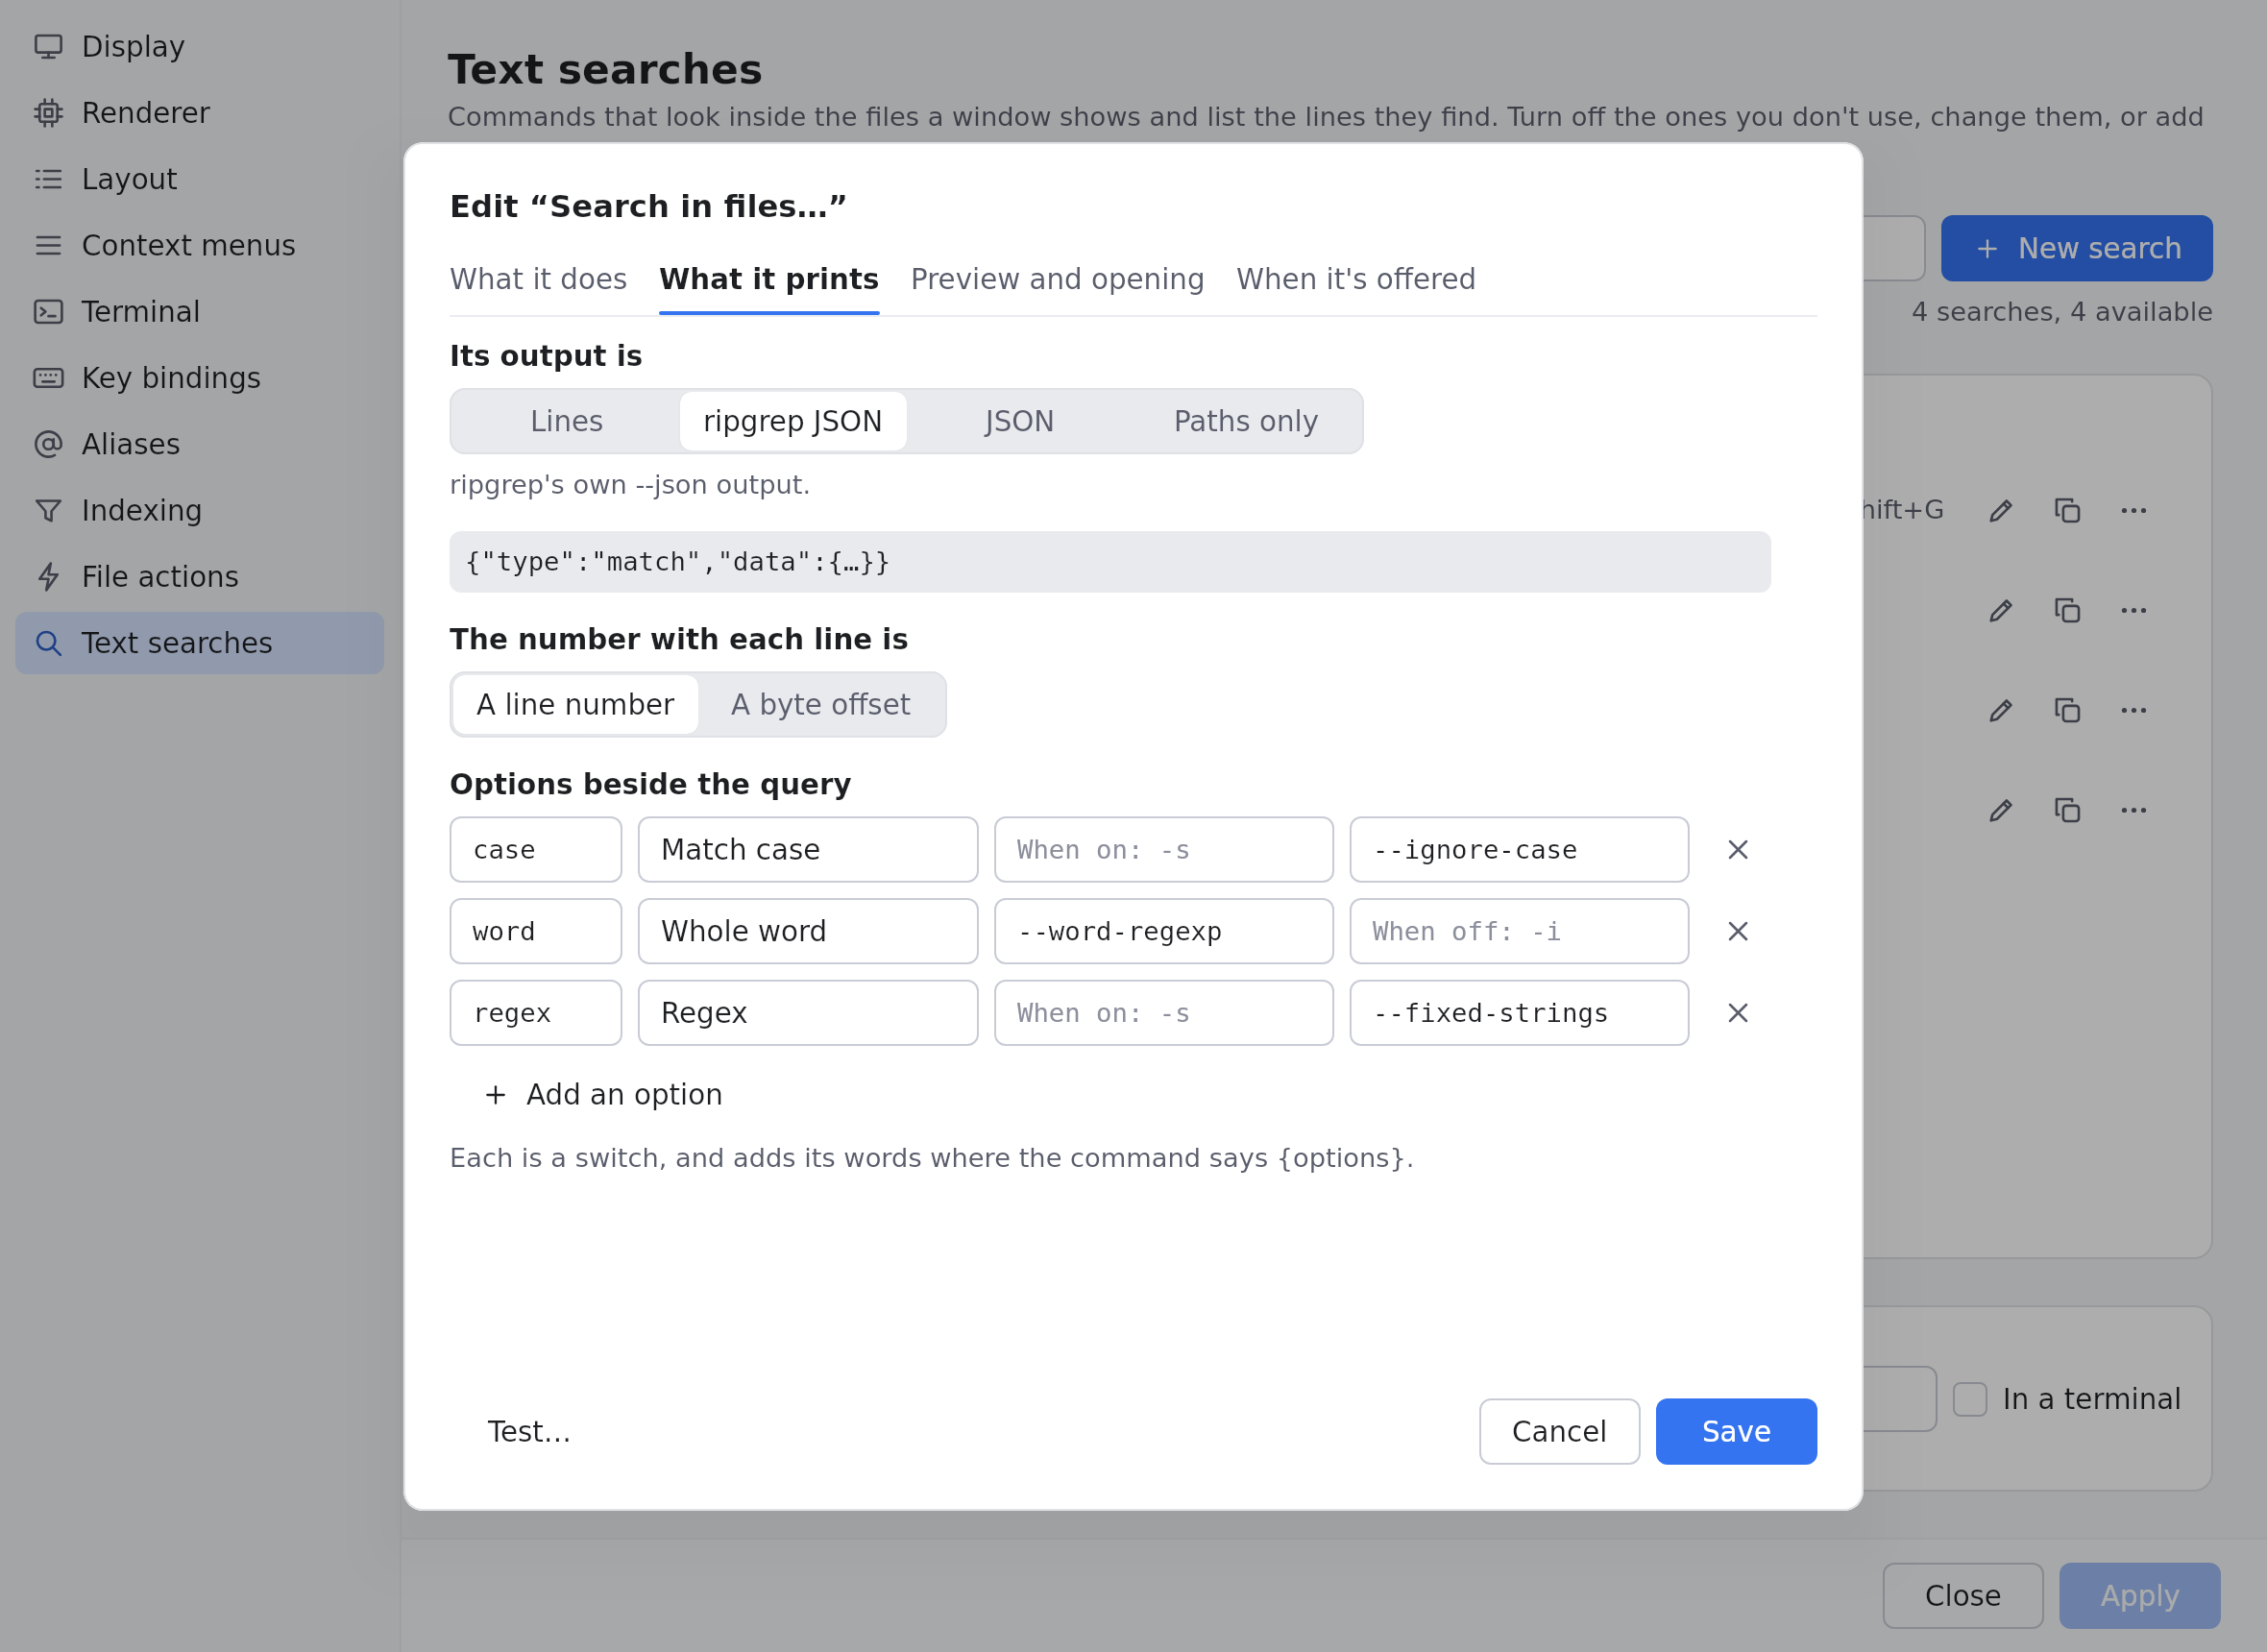 Display
Renderer
Layout
Context menus
Terminal
Key bindings
Aliases
Indexing
File actions
Text searches
Text searches
Commands that look inside the files a window shows and list the lines they find. Turn off the ones you don't use, change them, or add
New search
4 searches, 4 available
Edit “Search in files…”
What it does What it prints Preview and opening When it's offered
Its output is
Lines ripgrep JSON JSON Paths only
ripgrep's own --json output.
{"type":"match","data":{…}}
The number with each line is
A line number A byte offset
Options beside the query
case Match case When on: -s --ignore-case
word Whole word --word-regexp When off: -i
regex Regex When on: -s --fixed-strings
Add an option
Each is a switch, and adds its words where the command says {options}.
Test… Cancel Save
In a terminal
Close Apply